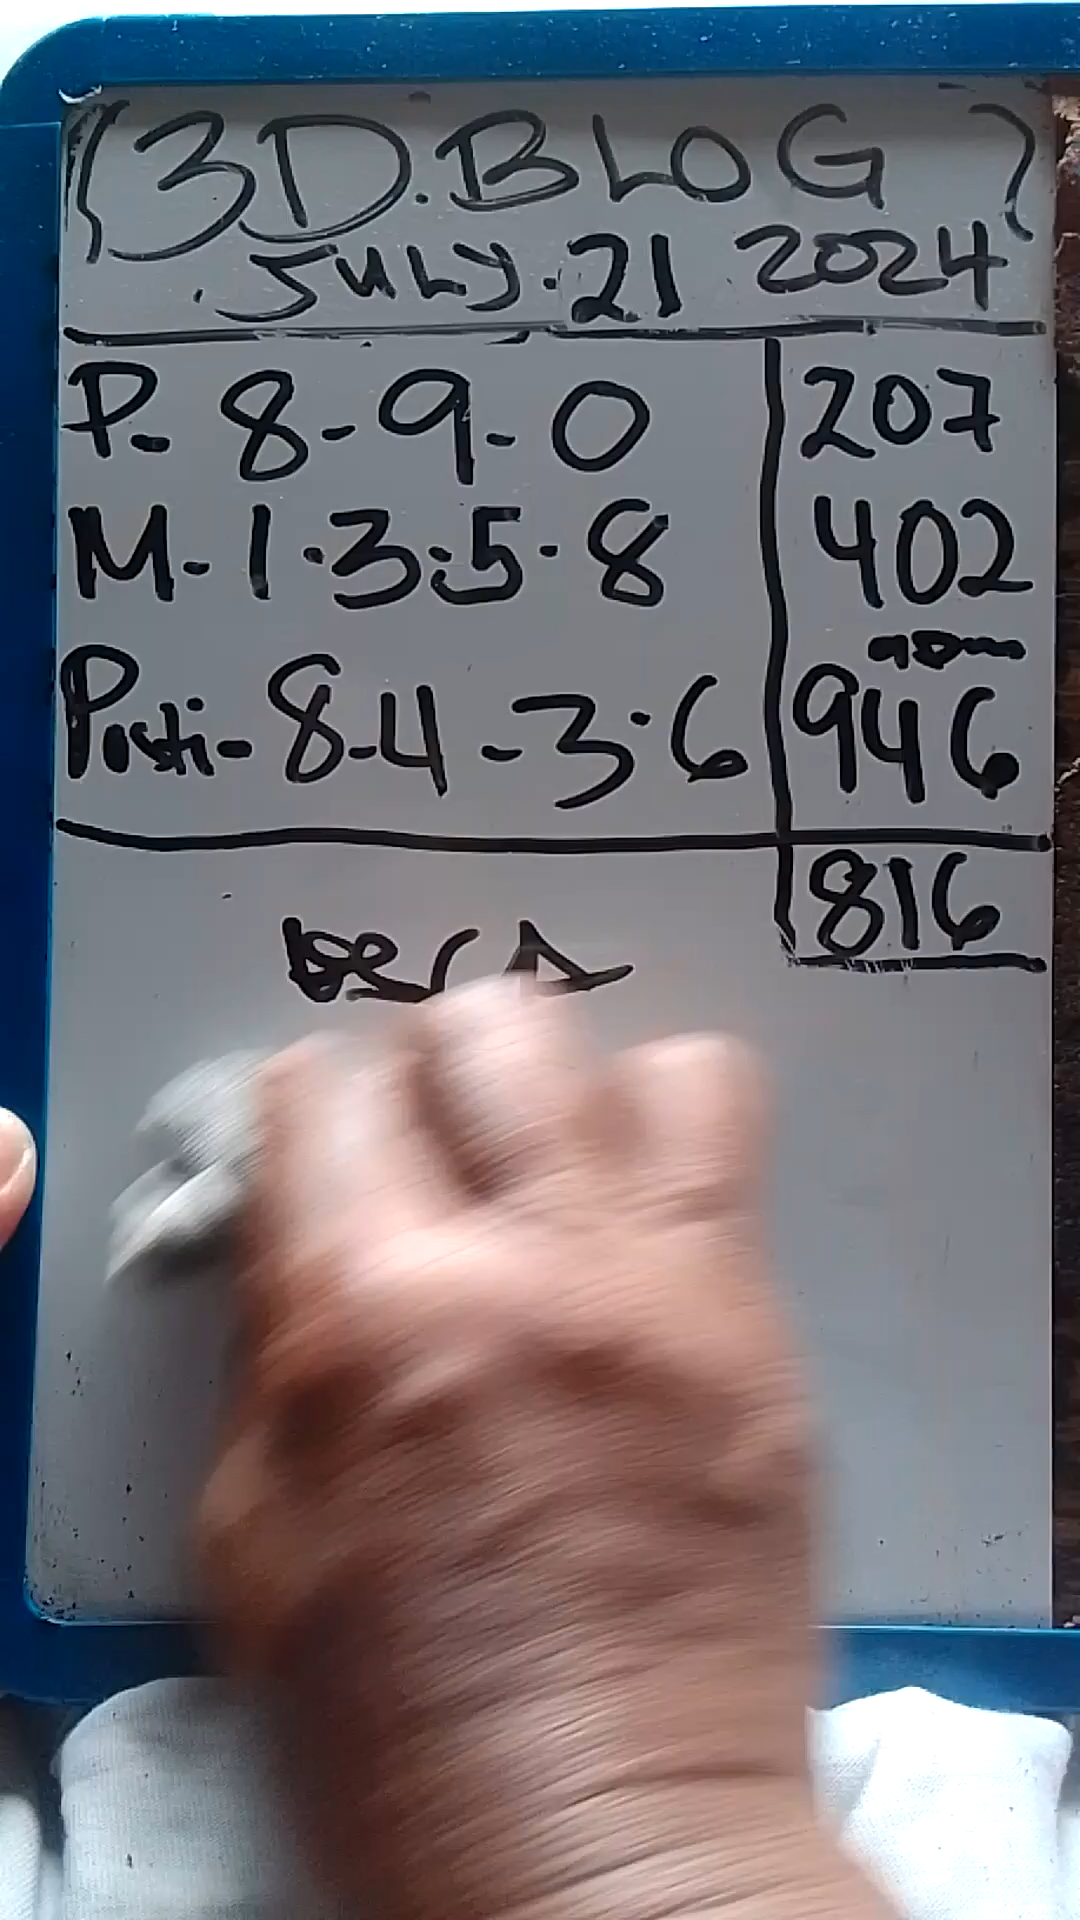 (3D.BLOG)
.JULY.21 2024
P- 8-9-0 207
M-1.3.5.8 402
Posti-8-4-3.6 946
816